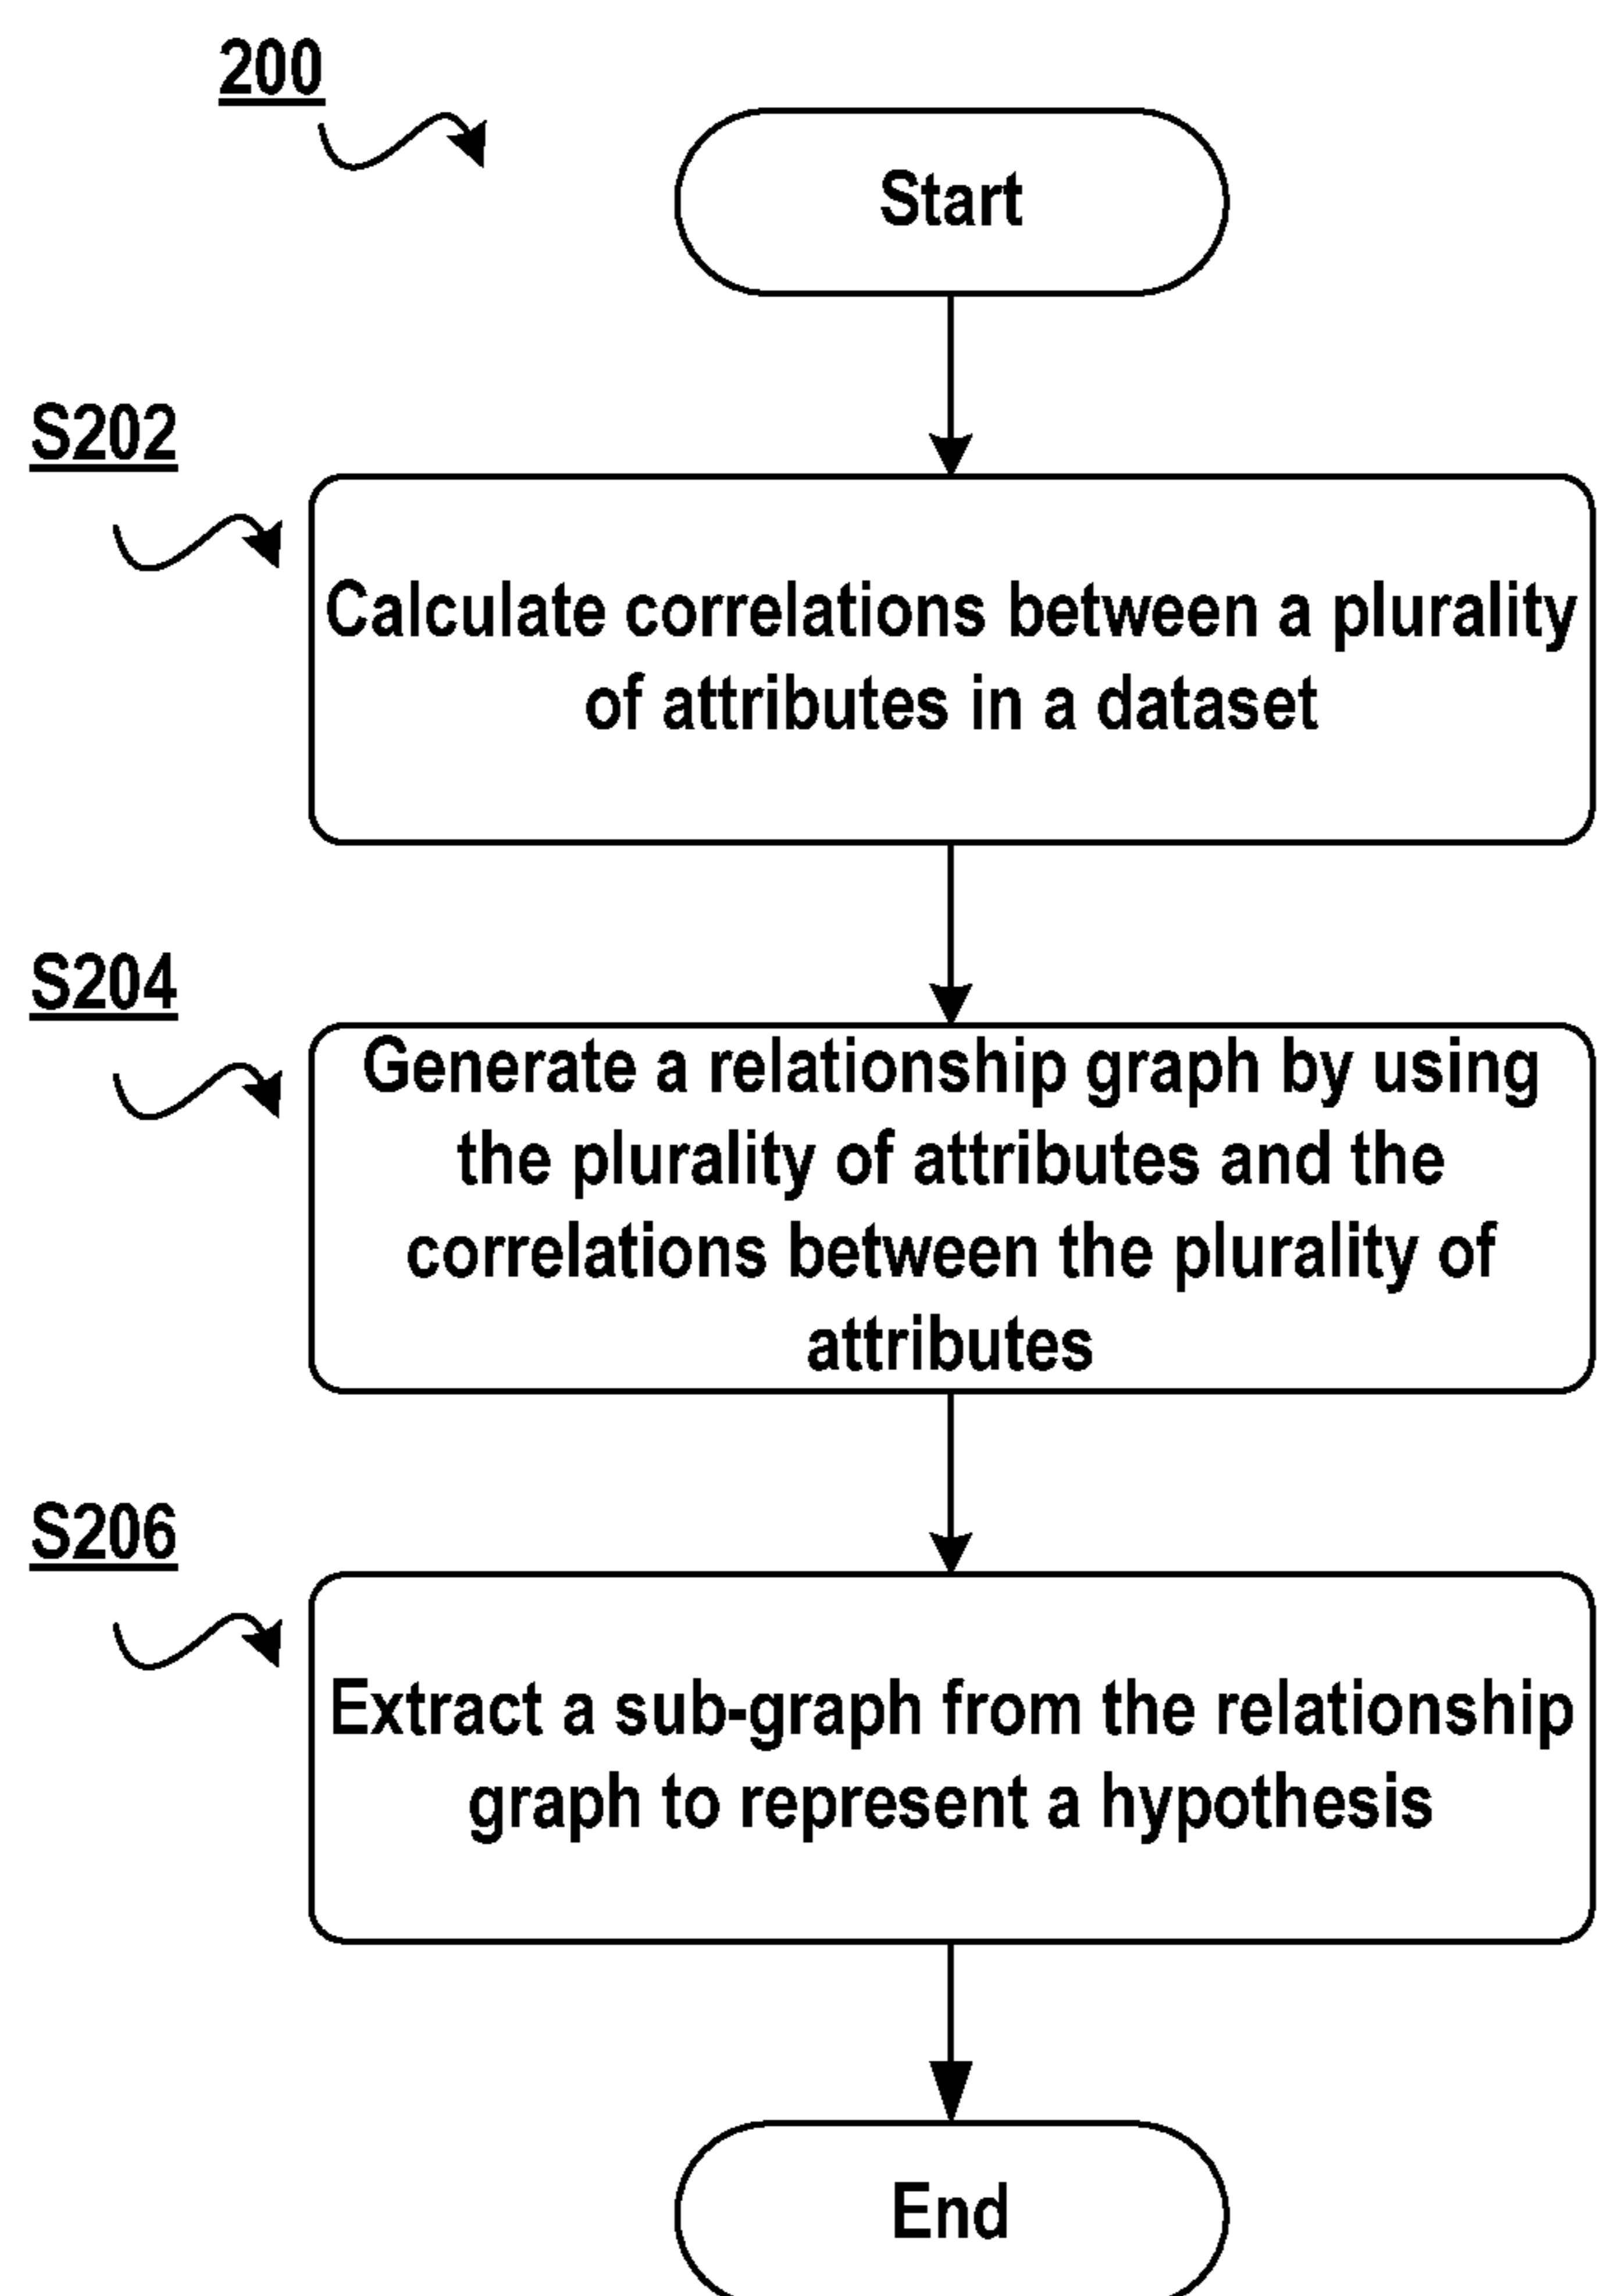 200
Start
S202
Calculate correlations between a plurality
of attributes in a dataset
S204
Generate a relationship graph by using
the plurality of attributes and the
correlations between the plurality of
attributes
S206
Extract a sub-graph from the relationship
graph to represent a hypothesis
End